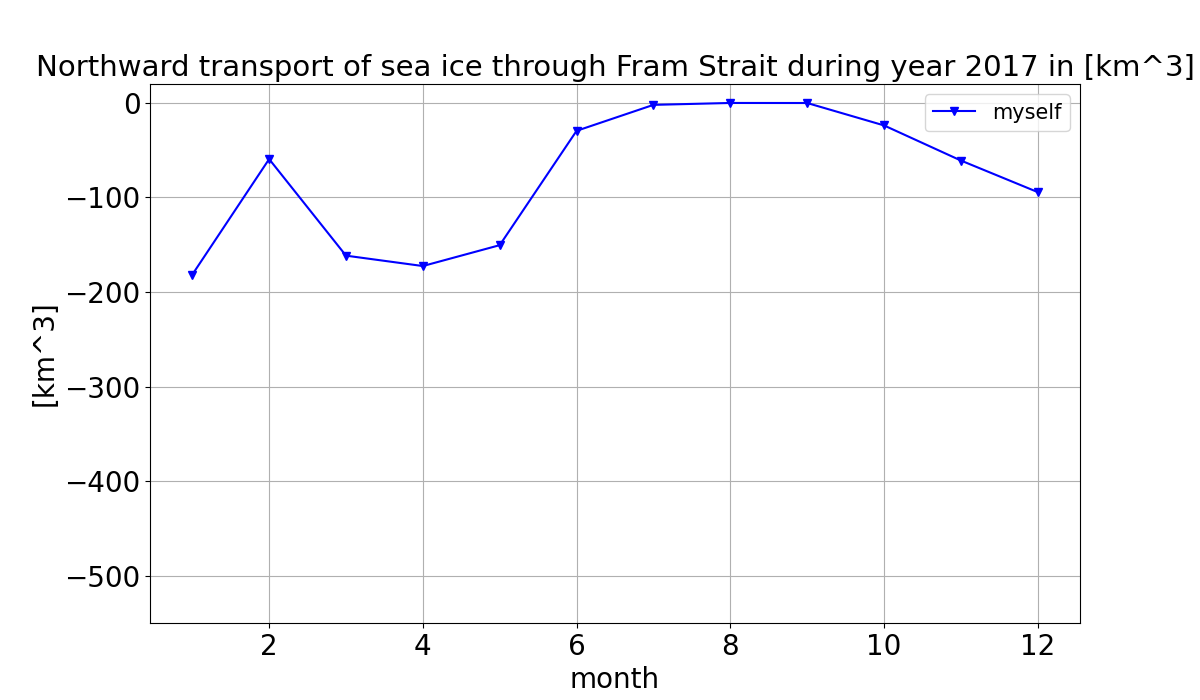 Northward transport of sea ice through Fram Strait during year 2017 in [km^3]
myself
0
−100
−200
−300
−400
−500
[km^3]
2 4 6 8 10 12
month